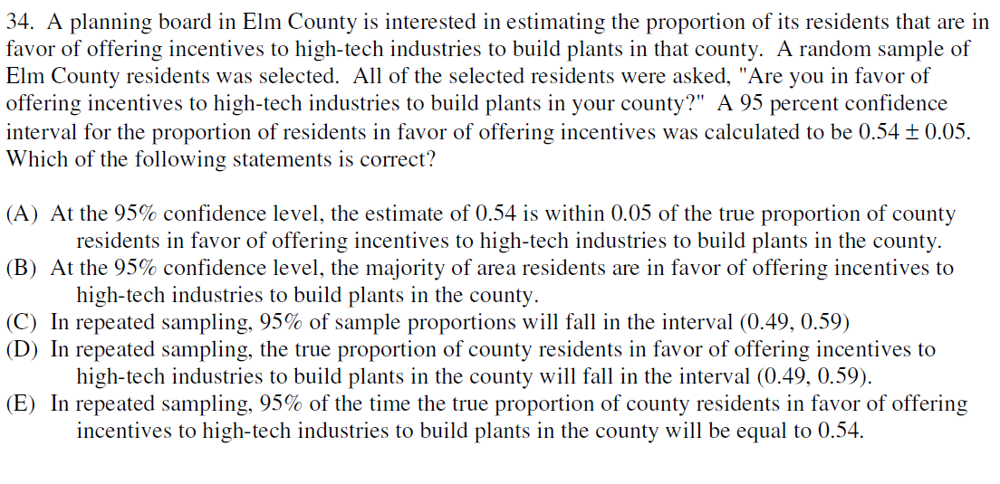 34. A planning board in Elm County is interested in estimating the proportion of its residents that are in
favor of offering incentives to high-tech industries to build plants in that county. A random sample of
Elm County residents was selected. All of the selected residents were asked, "Are you in favor of
offering incentives to high-tech industries to build plants in your county?" A 95 percent confidence
interval for the proportion of residents in favor of offering incentives was calculated to be 0.54 ± 0.05.
Which of the following statements is correct?
(A) At the 95% confidence level, the estimate of 0.54 is within 0.05 of the true proportion of county
residents in favor of offering incentives to high-tech industries to build plants in the county.
(B) At the 95% confidence level, the majority of area residents are in favor of offering incentives to
high-tech industries to build plants in the county.
(C) In repeated sampling, 95% of sample proportions will fall in the interval (0.49, 0.59)
(D) In repeated sampling, the true proportion of county residents in favor of offering incentives to
high-tech industries to build plants in the county will fall in the interval (0.49, 0.59).
(E) In repeated sampling, 95% of the time the true proportion of county residents in favor of offering
incentives to high-tech industries to build plants in the county will be equal to 0.54.